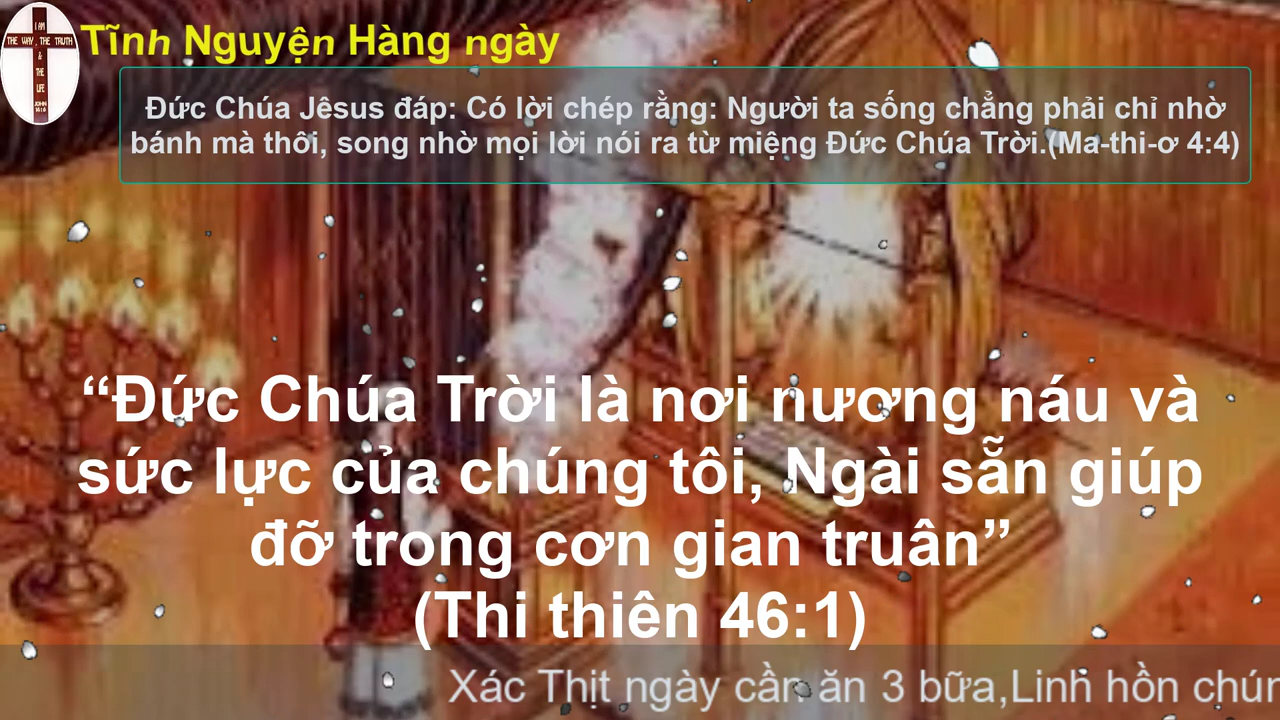 I AM
THE WAY, THE TRUTH
&
THE
LIFE
JOHN
Tĩnh Nguyện Hàng ngày
Đức Chúa Jêsus đáp: Có lời chép rằng: Người ta sống chẳng phải chỉ nhờ
bánh mà thôi, song nhờ mọi lời nói ra từ miệng Đức Chúa Trời.(Ma-thi-ơ 4:4)
“Đức Chúa Trời là nơi nương náu và
sức lực của chúng tôi, Ngài sẵn giúp
đỡ trong cơn gian truân”
(Thi thiên 46:1)
Xác Thịt ngày cần ăn 3 bữa,Linh hồn chún